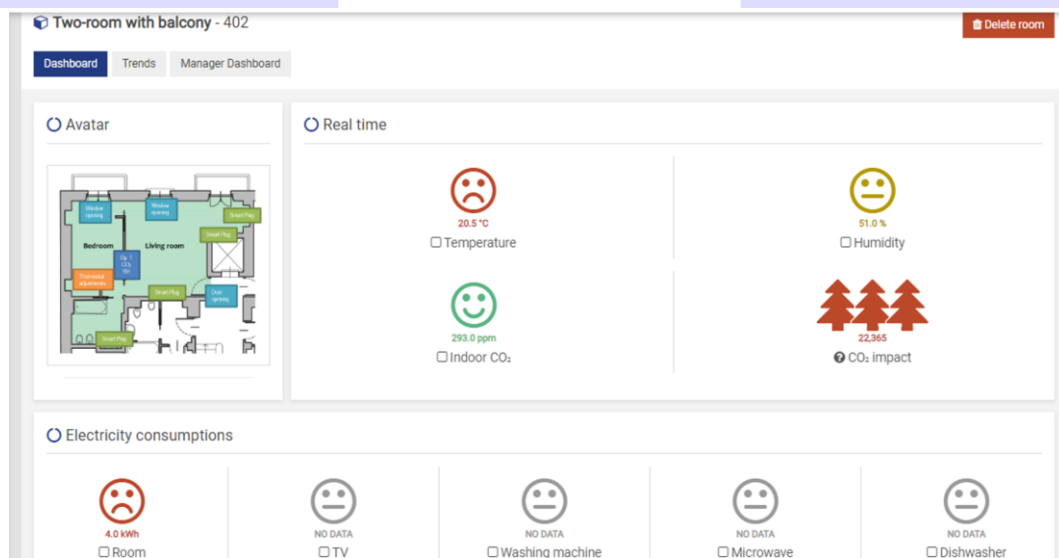 Two-room with balcony - 402
Delete room
Dashboard
Trends
Manager Dashboard
Avatar
Window opening
Window opening
Smart Plug
Smart Plug
Bedroom
Living room
Op. T
CO₂
RH
Thermostat adjustments
Smart Plug
Door opening
Smart Plug
Real time
20.5 °C
Temperature
51.0 %
Humidity
293.0 ppm
Indoor CO₂
22,365
CO₂ impact
Electricity consumptions
4.0 kWh
Room
NO DATA
TV
NO DATA
Washing machine
NO DATA
Microwave
NO DATA
Dishwasher